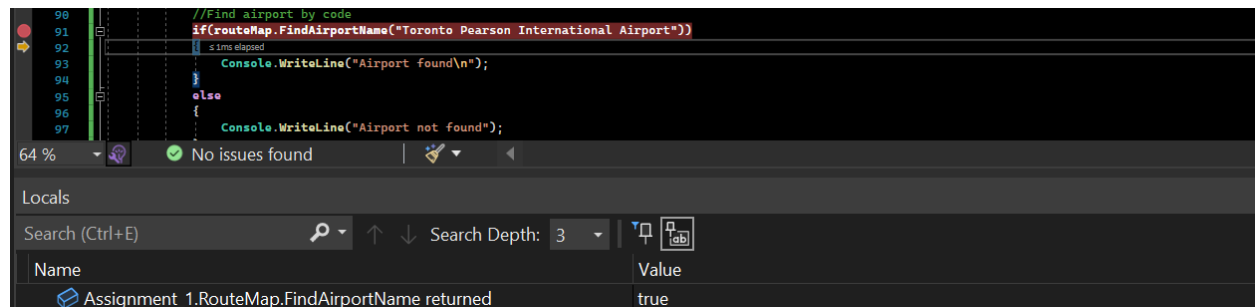 90 //Find airport by code
91 if(routeMap.FindAirportName("Toronto Pearson International Airport"))
92 { ≤1ms elapsed
93 Console.WriteLine("Airport found\n");
94 }
95 else
96 {
97 Console.WriteLine("Airport not found");
64 % No issues found
Locals
Search (Ctrl+E) Search Depth: 3
Name Value
Assignment_1.RouteMap.FindAirportName returned true